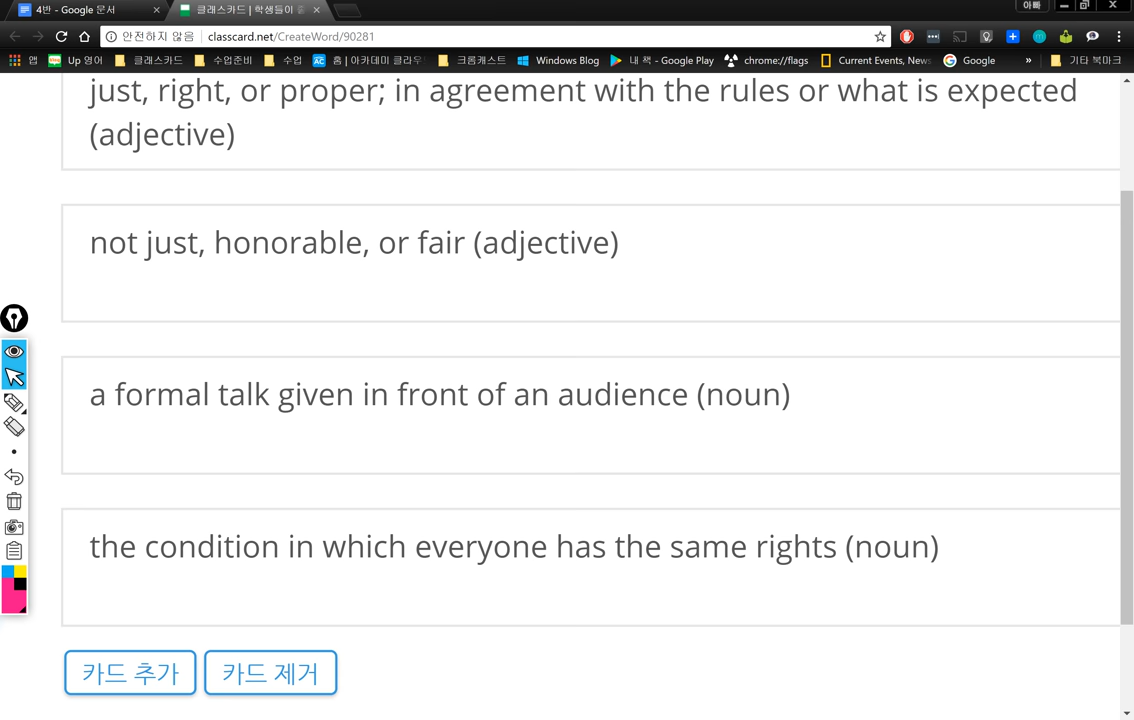 4반 - Google 문서
클래스카드 | 학생들이
아빠
안전하지 않음 classcard.net/CreateWord/90281
앱 Up 영어 클래스카드 수업준비 수업 홈 | 아카데미 클라우 크롬캐스트 Windows Blog 내 책 - Google Play chrome://flags Current Events, News Google » 기타 북마크
just, right, or proper; in agreement with the rules or what is expected
(adjective)
not just, honorable, or fair (adjective)
a formal talk given in front of an audience (noun)
the condition in which everyone has the same rights (noun)
카드 추가 카드 제거